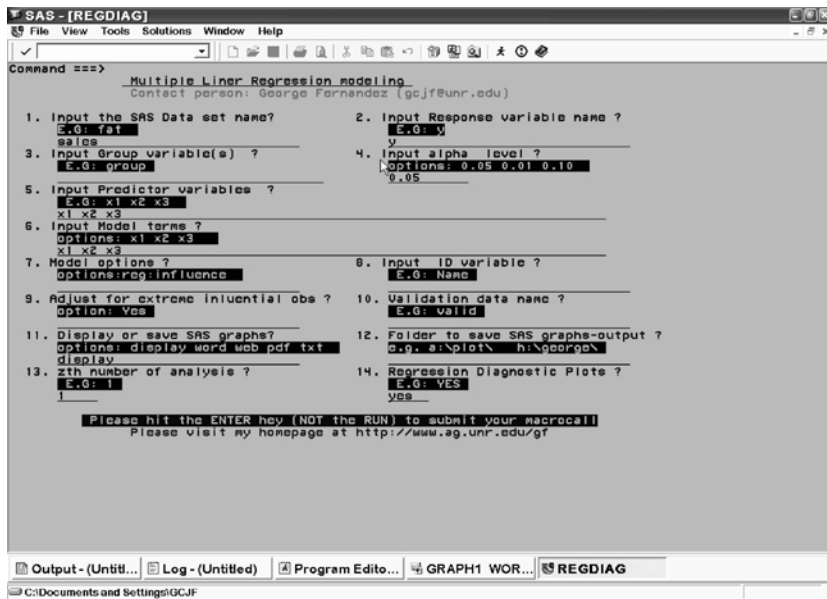 SAS - [REGDIAG]
File View Tools Solutions Window Help
Command ===>
Multiple Liner Regression modeling
Contact person: George Fernandez (gcjf@unr.edu)
1. Input the SAS Data set name?
E.G: fat
sales
2. Input Response variable name ?
E.G: y
y
3. Input Group variable(s) ?
E.G: group
4. Input alpha level ?
options: 0.05 0.01 0.10
0.05
5. Input Predictor variables ?
E.G: x1 x2 x3
x1 x2 x3
6. Input Model terms ?
options: x1 x2 x3
x1 x2 x3
7. Model options ?
options:reg:influence
8. Input ID variable ?
E.G: Name
9. Adjust for extreme inluential obs ?
option: Yes
10. Validation data name ?
E.G: valid
11. Display or save SAS graphs?
options: display word web pdf txt
display
12. Folder to save SAS graphs-output ?
e.g. a:\plot\ h:\george\
13. zth number of analysis ?
E.G: 1
1
14. Regression Diagnostic Plots ?
E.G: YES
yes
Please hit the ENTER hey (NOT the RUN) to submit your macrocall
Please visit my homepage at http://www.ag.unr.edu/gf
Output - (Untitl... Log - (Untitled) Program Edito... GRAPH1 WOR... REGDIAG
C:\Documents and Settings\GCJF